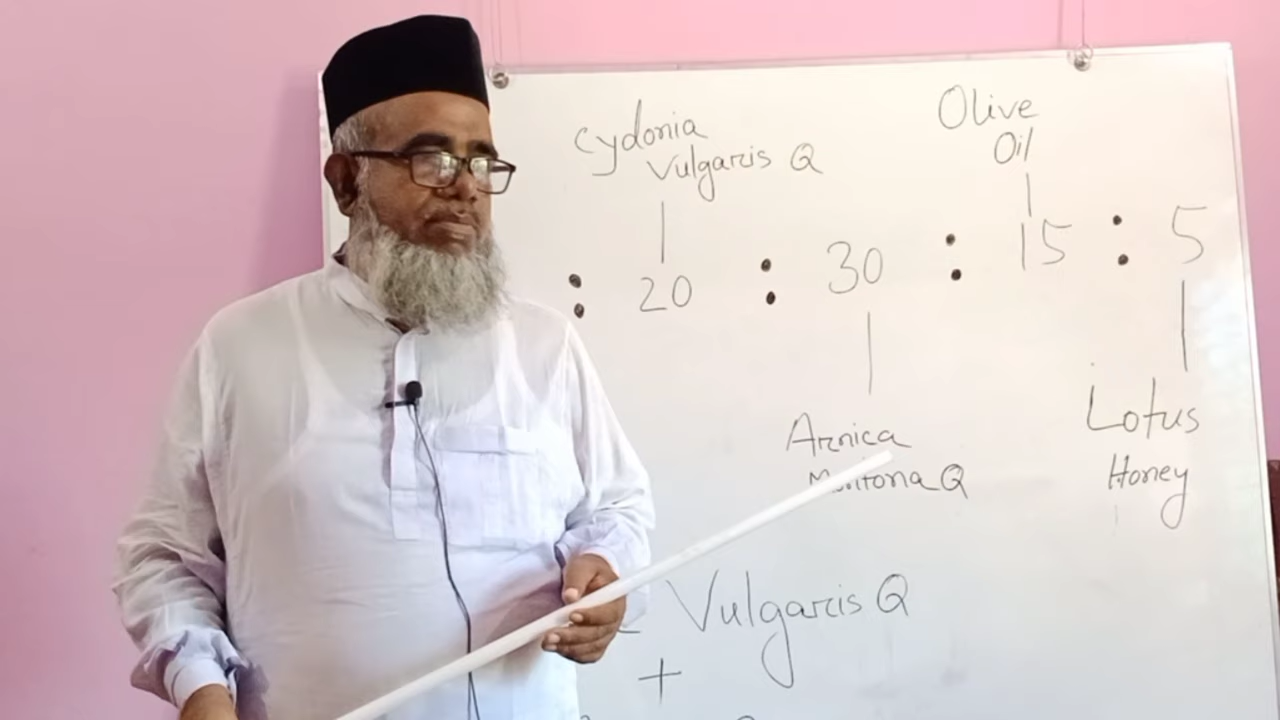 Cydonia
Vulgaris Q
Olive
Oil
: 20 : 30 : 15 : 5
Arnica
Q
Lotus
Honey
Vulgaris Q
+